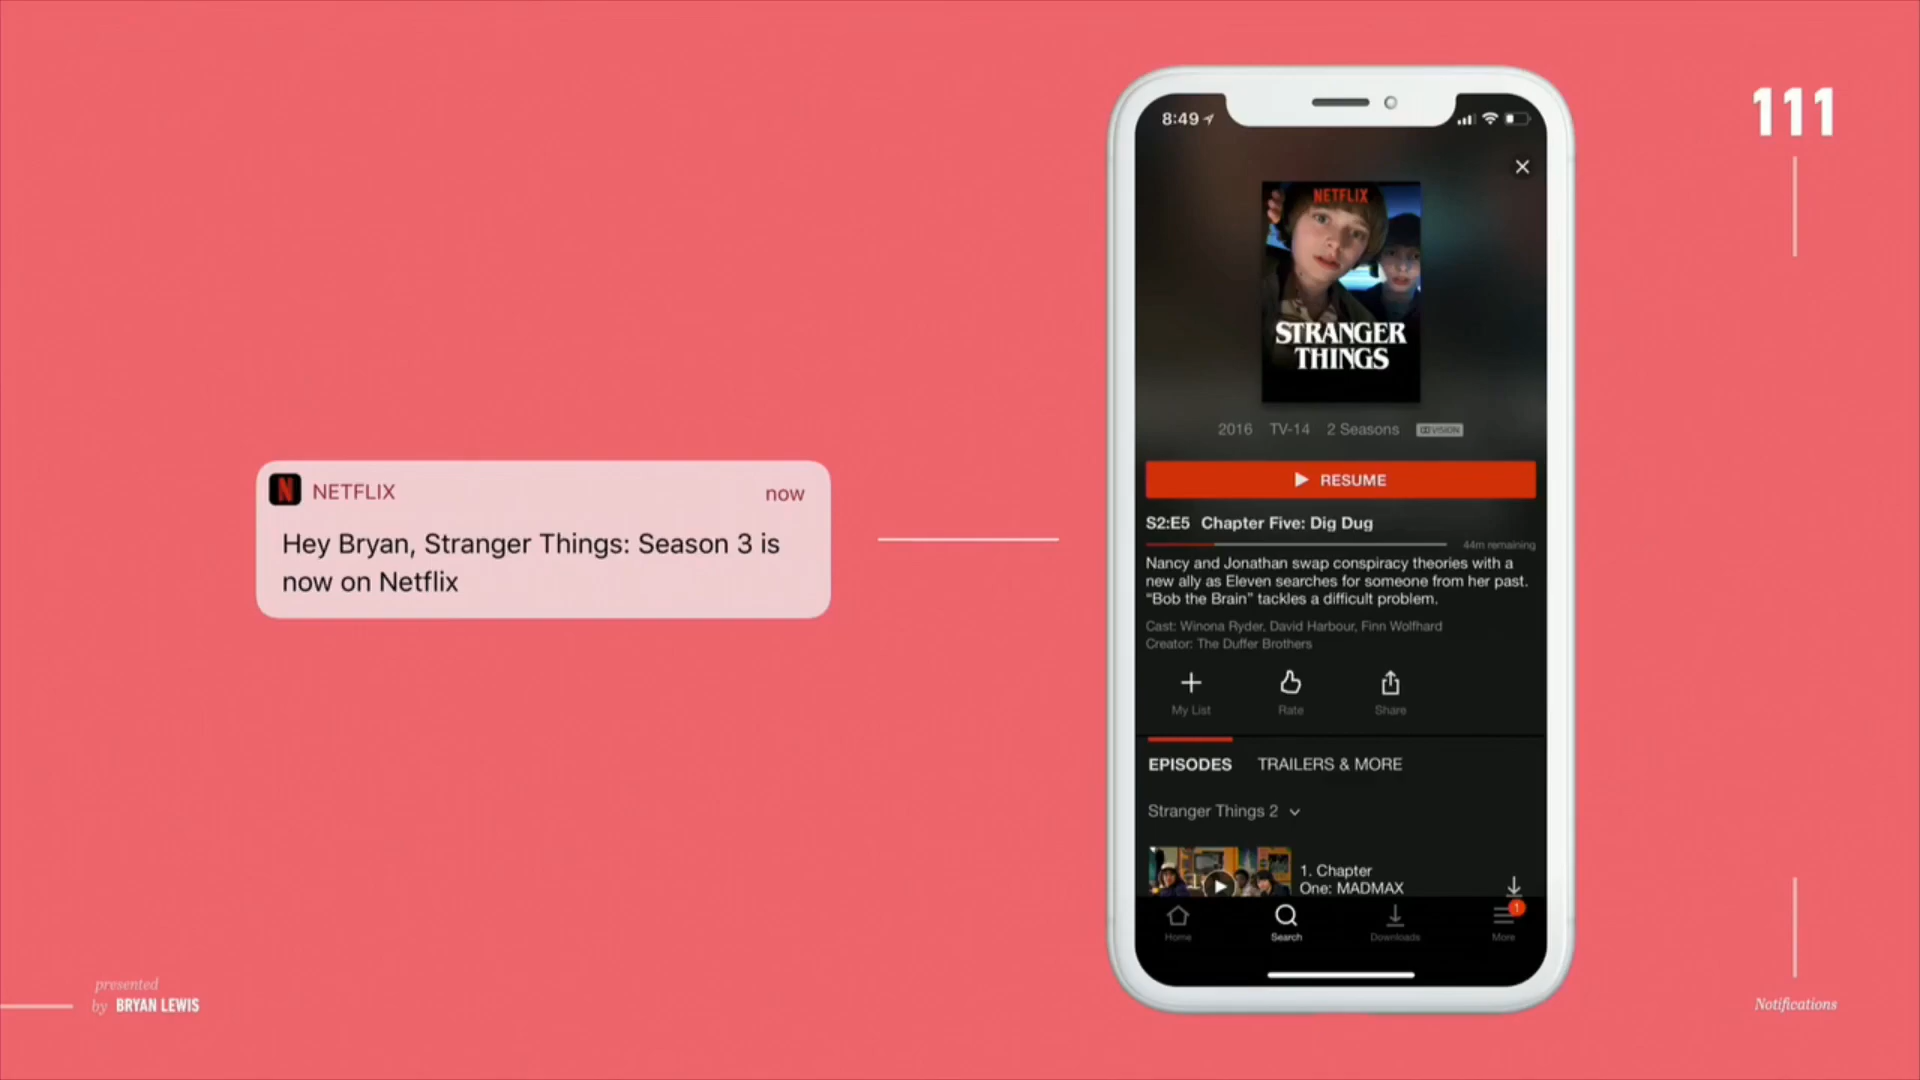 NETFLIX
now
Hey Bryan, Stranger Things: Season 3 is
now on Netflix
8:49
NETFLIX
STRANGER
THINGS
2016 TV-14 2 Seasons VISION
RESUME
S2:E5 Chapter Five: Dig Dug
44m remaining
Nancy and Jonathan swap conspiracy theories with a
new ally as Eleven searches for someone from her past.
“Bob the Brain” tackles a difficult problem.
Cast: Winona Ryder, David Harbour, Finn Wolfhard
Creator: The Duffer Brothers
My List Rate Share
EPISODES TRAILERS & MORE
Stranger Things 2
1. Chapter
One: MADMAX
1
Home Search Downloads More
111
Notifications
presented
by BRYAN LEWIS